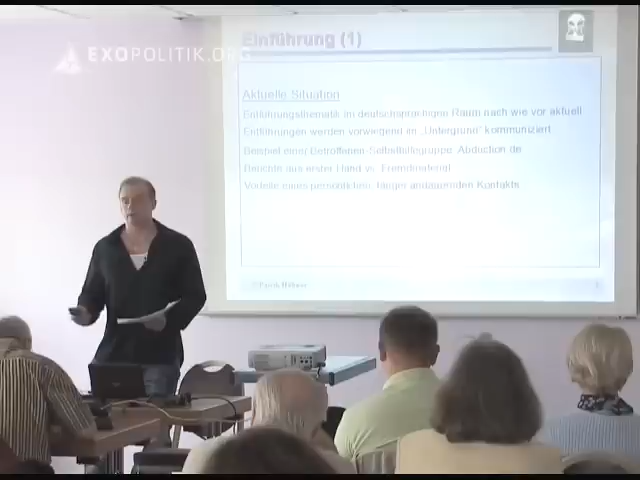 EXOPOLITIK.ORG
Einführung (1)
Aktuelle Situation
Entführungsthematik im deutschsprachigen Raum nach wie vor aktuell
Entführungen werden vorwiegend im „Untergrund“ kommuniziert
Beispiel einer Betroffenen-Selbsthilfegruppe: Abduction.de
Berichte aus erster Hand vs. Fremdmaterial
Vorteile eines persönlichen, länger andauernden Kontakts